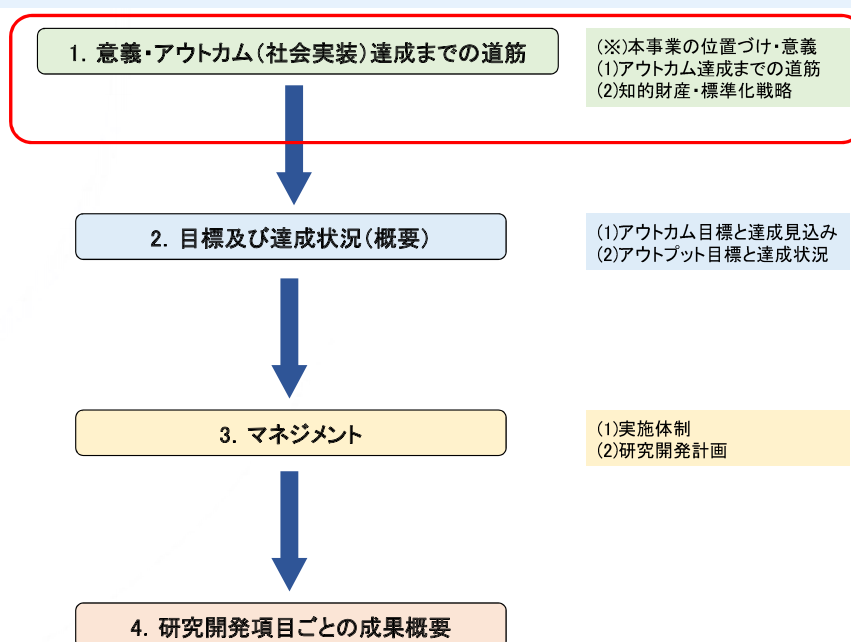 1. 意義・アウトカム(社会実装)達成までの道筋
(※)本事業の位置づけ・意義
(1)アウトカム達成までの道筋
(2)知的財産・標準化戦略
2. 目標及び達成状況(概要)
(1)アウトカム目標と達成見込み
(2)アウトプット目標と達成状況
3. マネジメント
(1)実施体制
(2)研究開発計画
4. 研究開発項目ごとの成果概要